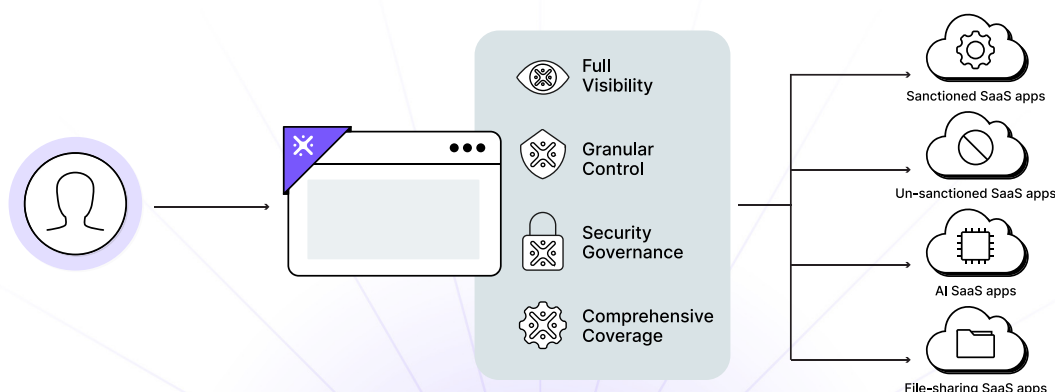 Full
Visibility
Granular
Control
Security
Governance
Comprehensive
Coverage
Sanctioned SaaS apps
Un-sanctioned SaaS apps
AI SaaS apps
File-sharing SaaS apps